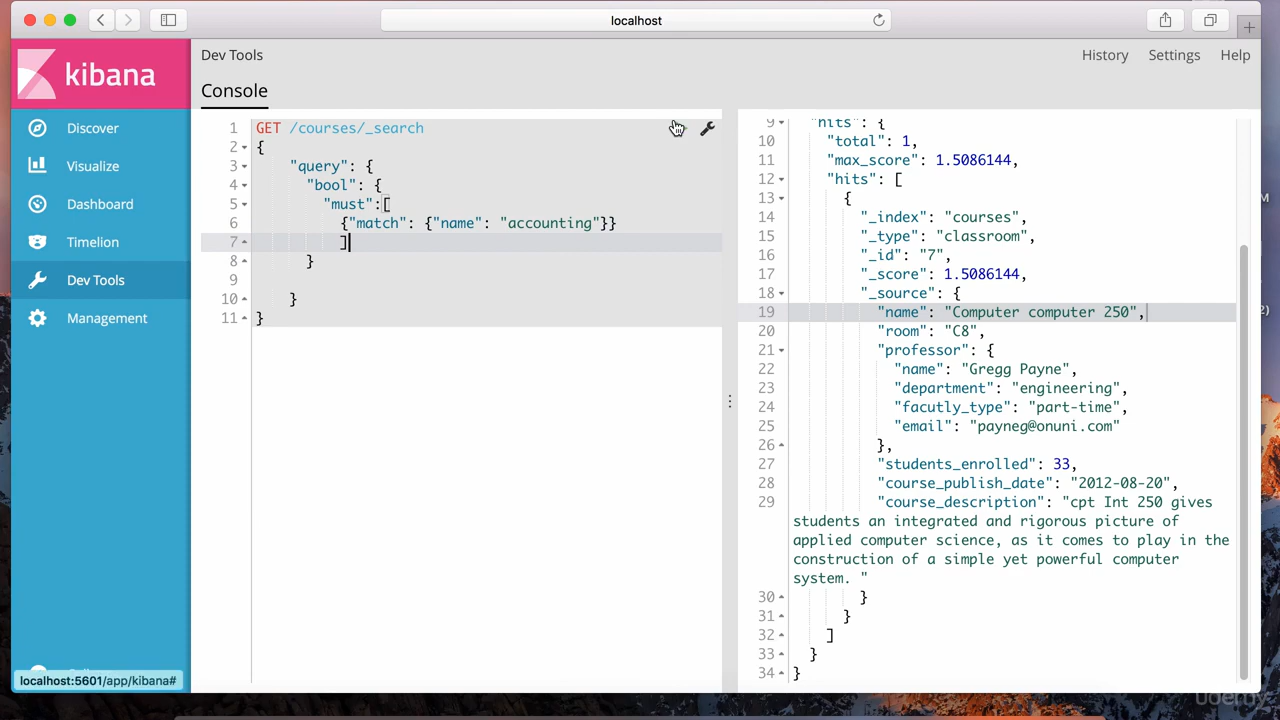 localhost
kibana
Discover
Visualize
Dashboard
Timelion
Dev Tools
Management
localhost:5601/app/kibana#
Dev Tools
History
Settings
Help
Console
1 GET /courses/_search
2 {
3 "query": {
4 "bool": {
5 "must":[
6 {"match": {"name": "accounting"}}
7 ]
8 }
9
10 }
11 }
9 "hits": {
10 "total": 1,
11 "max_score": 1.5086144,
12 "hits": [
13 {
14 "_index": "courses",
15 "_type": "classroom",
16 "_id": "7",
17 "_score": 1.5086144,
18 "_source": {
19 "name": "Computer computer 250",
20 "room": "C8",
21 "professor": {
22 "name": "Gregg Payne",
23 "department": "engineering",
24 "facutly_type": "part-time",
25 "email": "payneg@onuni.com"
26 },
27 "students_enrolled": 33,
28 "course_publish_date": "2012-08-20",
29 "course_description": "cpt Int 250 gives
students an integrated and rigorous picture of
applied computer science, as it comes to play in the
construction of a simple yet powerful computer
system. "
30 }
31 }
32 ]
33 }
34 }
udemy